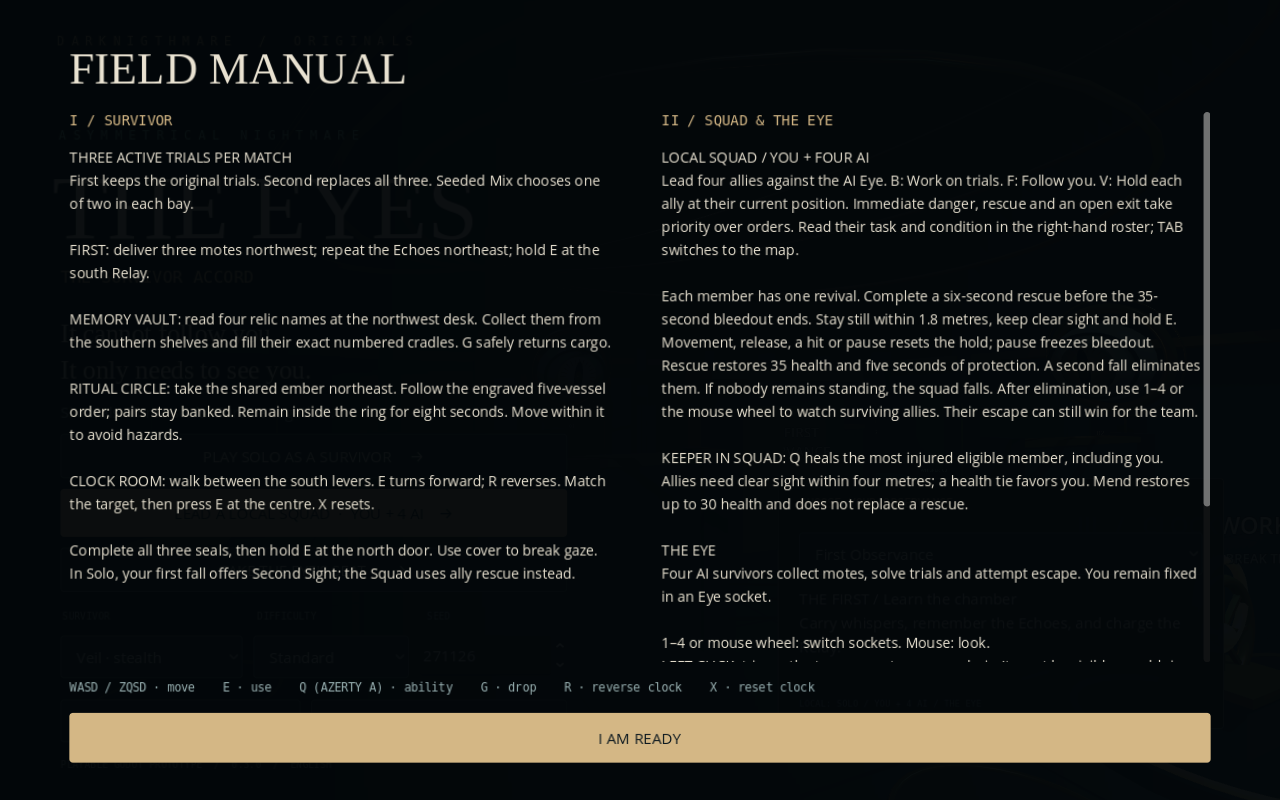 FIELD MANUAL
I / SURVIVOR
THREE ACTIVE TRIALS PER MATCH
First keeps the original trials. Second replaces all three. Seeded Mix chooses one
of two in each bay.
FIRST: deliver three motes northwest; repeat the Echoes northeast; hold E at the
south Relay.
MEMORY VAULT: read four relic names at the northwest desk. Collect them from
the southern shelves and fill their exact numbered cradles. G safely returns cargo.
RITUAL CIRCLE: take the shared ember northeast. Follow the engraved five-vessel
order; pairs stay banked. Remain inside the ring for eight seconds. Move within it
to avoid hazards.
CLOCK ROOM: walk between the south levers. E turns forward; R reverses. Match
the target, then press E at the centre. X resets.
Complete all three seals, then hold E at the north door. Use cover to break gaze.
In Solo, your first fall offers Second Sight; the Squad uses ally rescue instead.
II / SQUAD & THE EYE
LOCAL SQUAD / YOU + FOUR AI
Lead four allies against the AI Eye. B: Work on trials. F: Follow you. V: Hold each
ally at their current position. Immediate danger, rescue and an open exit take
priority over orders. Read their task and condition in the right-hand roster; TAB
switches to the map.
Each member has one revival. Complete a six-second rescue before the 35-
second bleedout ends. Stay still within 1.8 metres, keep clear sight and hold E.
Movement, release, a hit or pause resets the hold; pause freezes bleedout.
Rescue restores 35 health and five seconds of protection. A second fall eliminates
them. If nobody remains standing, the squad falls. After elimination, use 1–4 or
the mouse wheel to watch surviving allies. Their escape can still win for the team.
KEEPER IN SQUAD: Q heals the most injured eligible member, including you.
Allies need clear sight within four metres; a health tie favors you. Mend restores
up to 30 health and does not replace a rescue.
THE EYE
Four AI survivors collect motes, solve trials and attempt escape. You remain fixed
in an Eye socket.
1–4 or mouse wheel: switch sockets. Mouse: look.
WASD / ZQSD · move E · use Q (AZERTY A) · ability G · drop R · reverse clock X · reset clock
I AM READY
THE EYES
It only needs to see you.
PLAY SOLO AS A SURVIVOR →
First Observance
Veil · stealth
Standard
271126